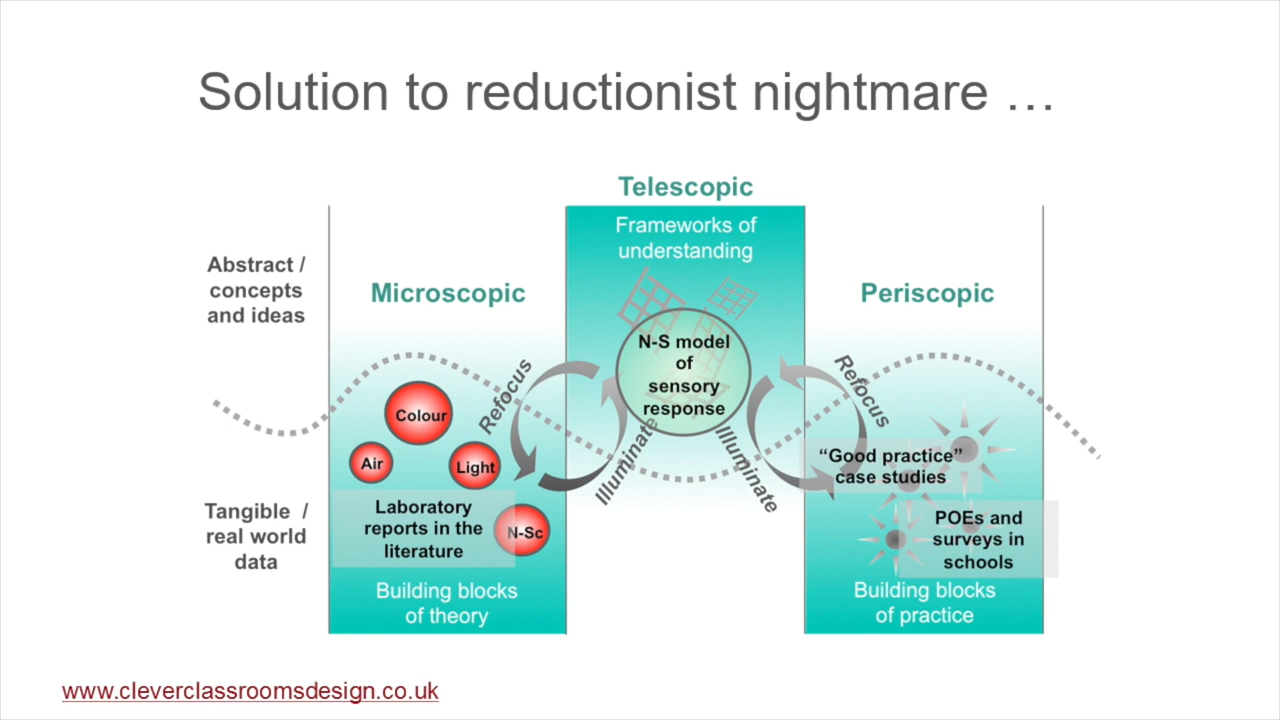 Solution to reductionist nightmare …
Telescopic
Frameworks of
understanding
Abstract /
concepts
and ideas
Microscopic
Periscopic
N-S model
of
sensory
response
Refocus
Illuminate
Illuminate
Refocus
Colour
Air
Light
N-Sc
Laboratory
reports in the
literature
"Good practice"
case studies
Tangible /
real world
data
POEs and
surveys in
schools
Building blocks
of theory
Building blocks
of practice
www.cleverclassroomsdesign.co.uk